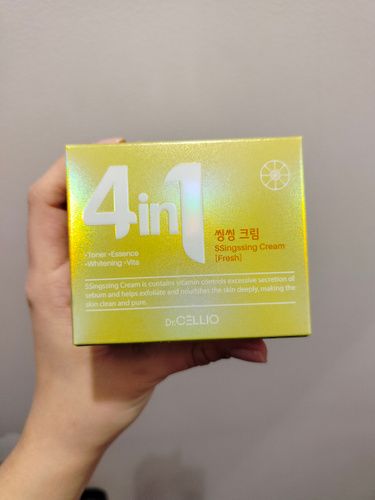 4in1
•Toner •Essence
•Whitening •Vita
씽씽 크림
SSingssing Cream
[Fresh]
SSingssing Cream is contains vitamin controls excessive secretion of
sebum and helps exfoliate and nourishes the skin deeply, making the
skin clean and pure.
Dr.CELLIO